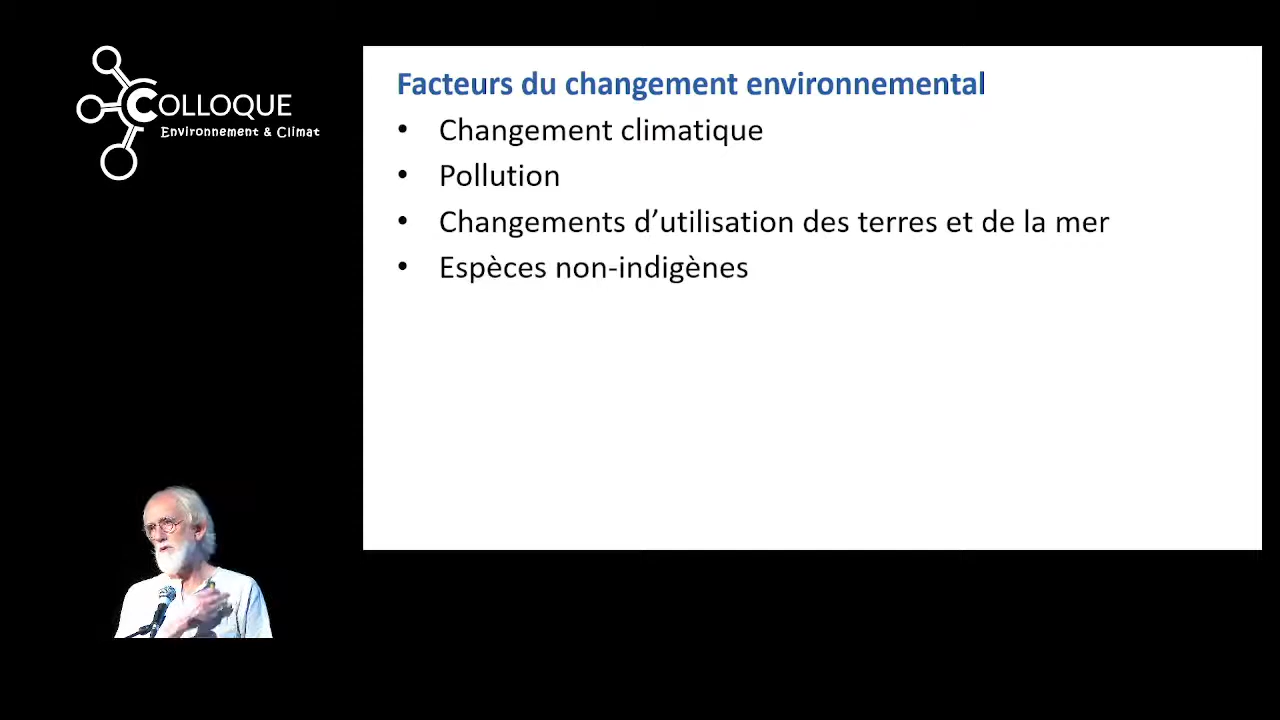 COLLOQUE
Environnement & Climat
Facteurs du changement environnemental
• Changement climatique
• Pollution
• Changements d’utilisation des terres et de la mer
• Espèces non-indigènes